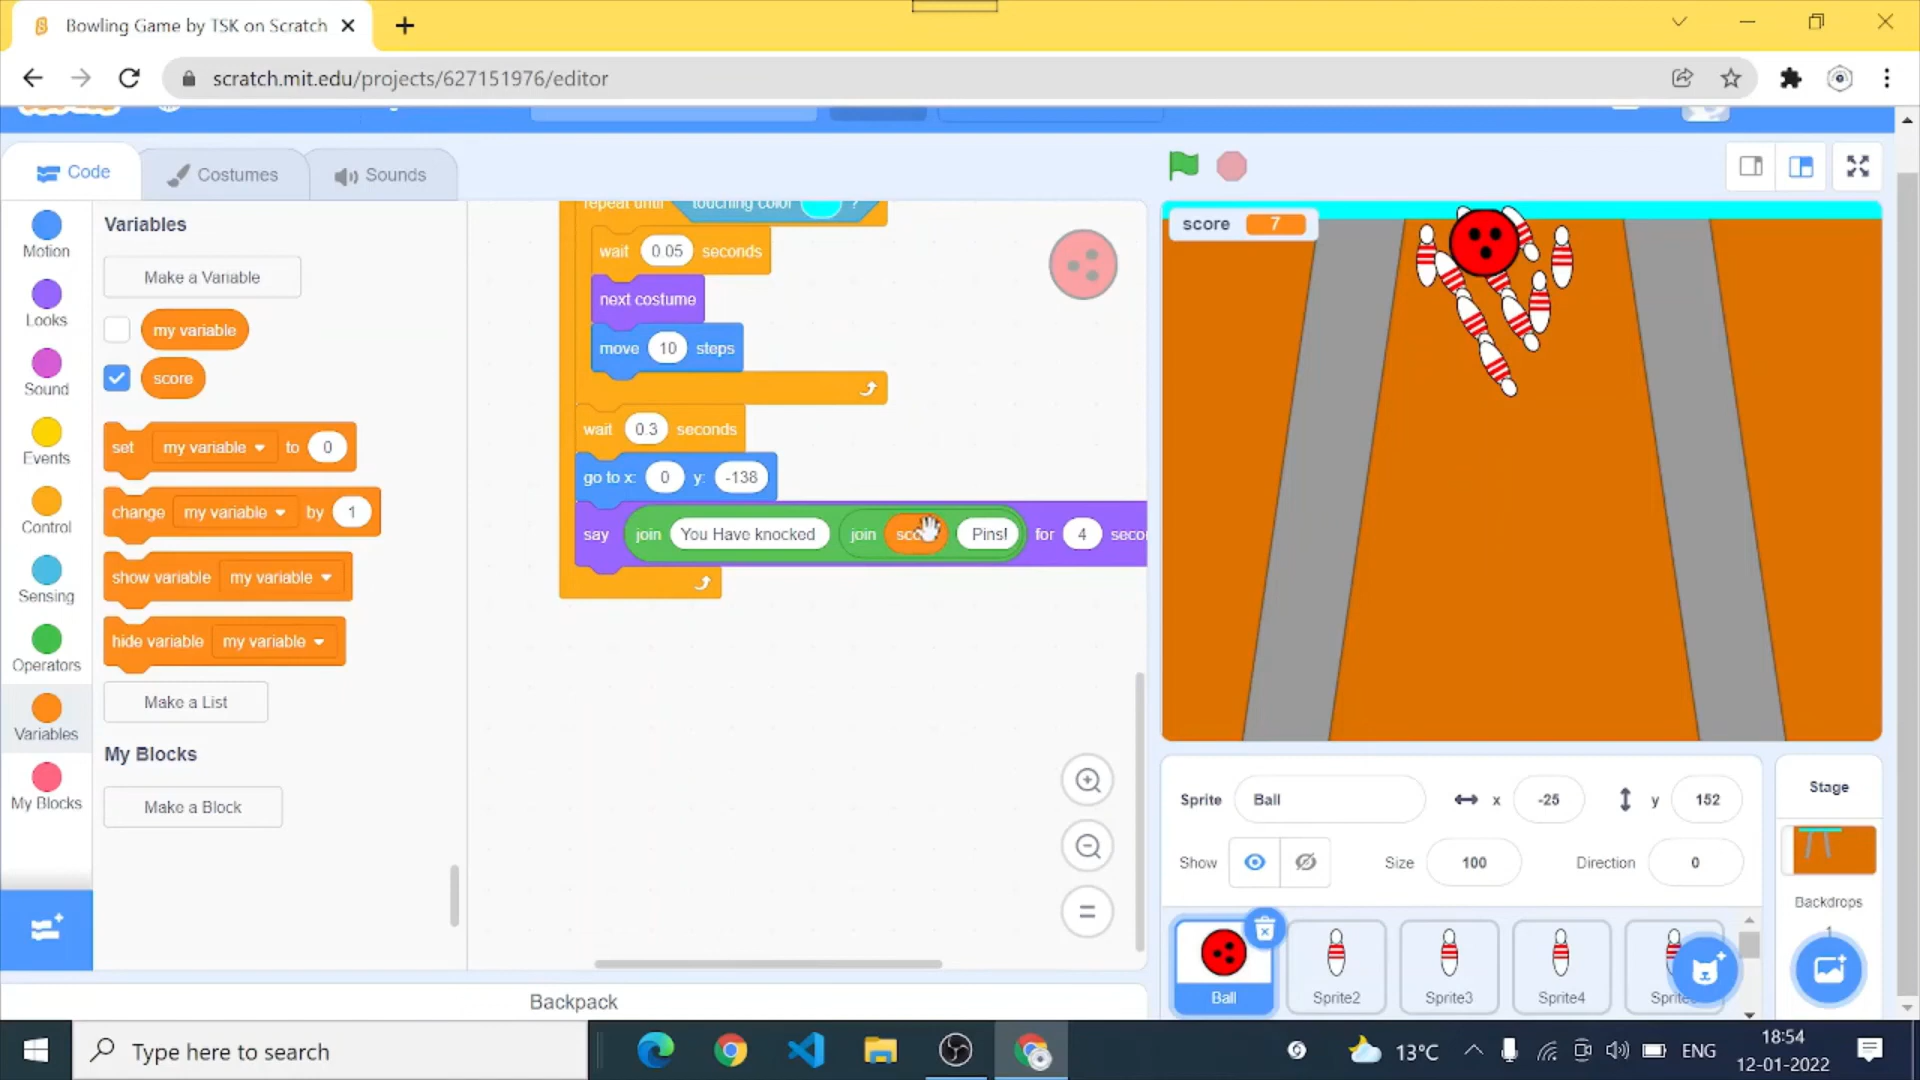 Bowling Game by TSK on Scratch
scratch.mit.edu/projects/627151976/editor
Code
Costumes
Sounds
Motion
Looks
Sound
Events
Control
Sensing
Operators
Variables
My Blocks
Variables
Make a Variable
my variable
score
set my variable to 0
change my variable by 1
show variable my variable
hide variable my variable
Make a List
My Blocks
Make a Block
repeat until touching color ?
wait 0.05 seconds
next costume
move 10 steps
wait 0.3 seconds
go to x: 0 y: -138
say join You Have knocked join Pins! for 4
Backpack
score 7
Sprite Ball x -25 y 152
Show Size 100 Direction 0
Ball
Sprite2
Sprite3
Sprite4
Stage
Backdrops
1
Type here to search
13°C
ENG
18:54
12-01-2022